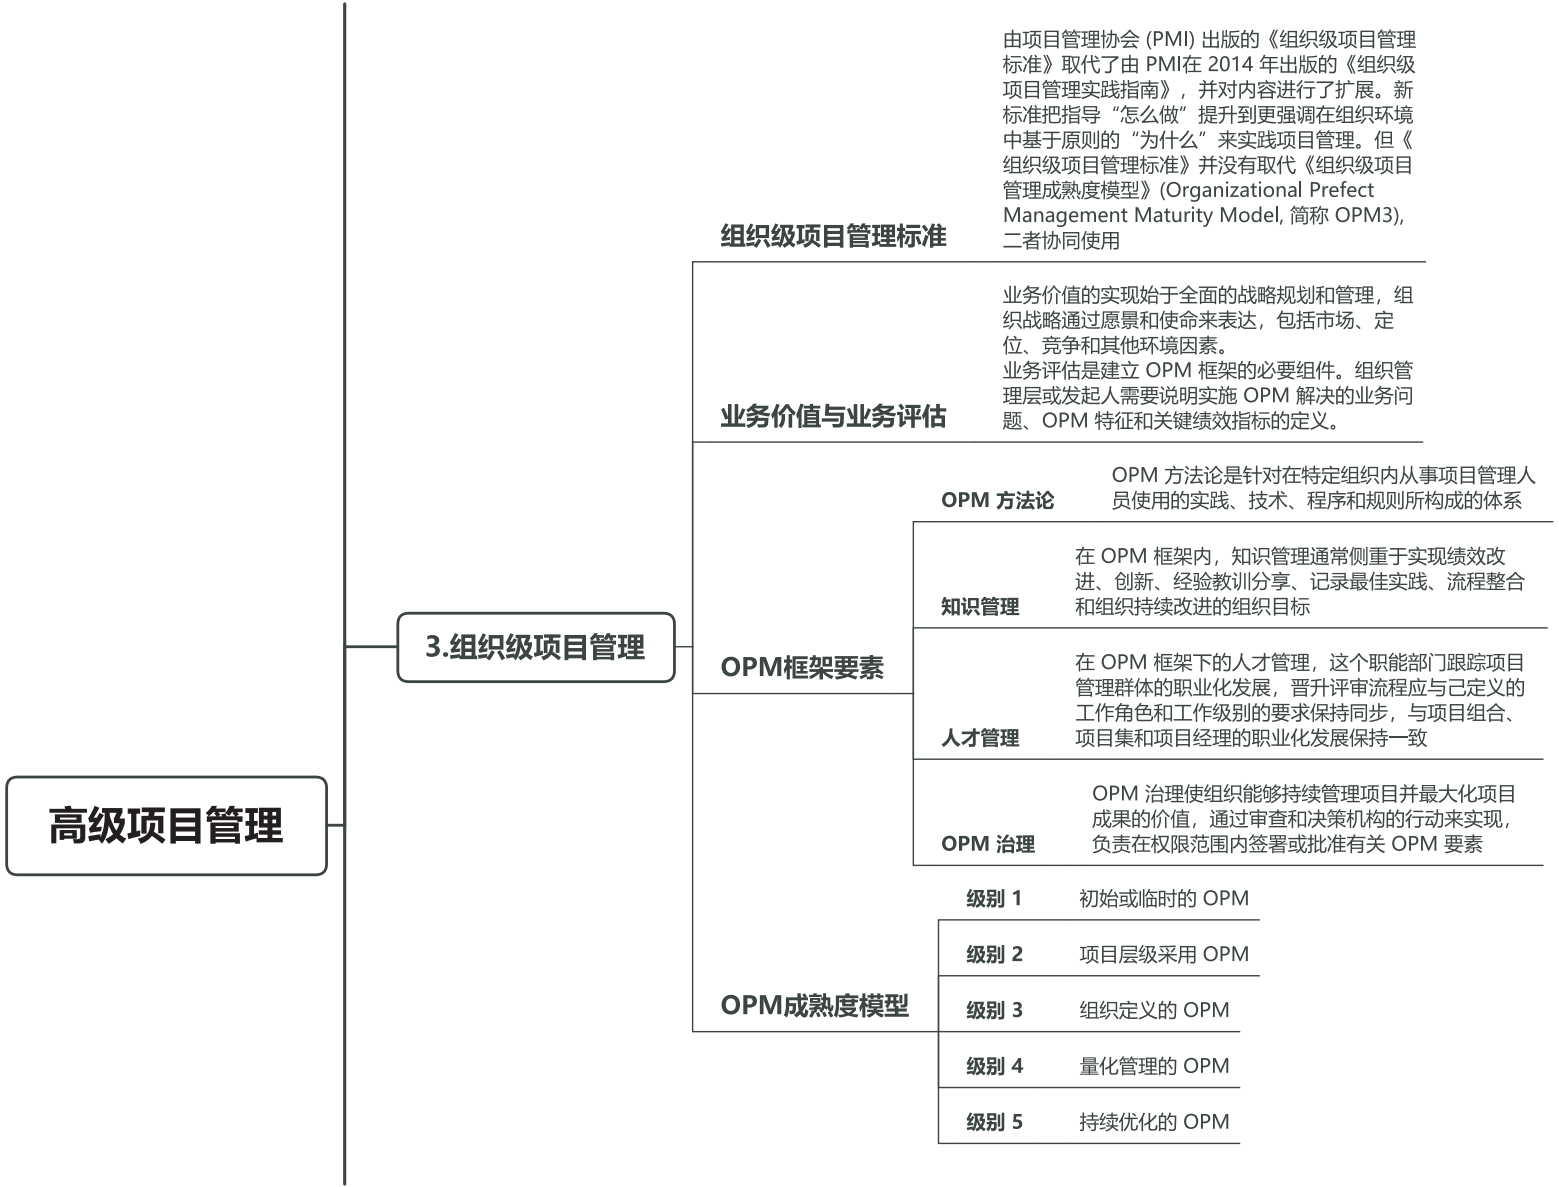 高级项目管理
3.组织级项目管理
组织级项目管理标准
由项目管理协会 (PMI) 出版的《组织级项目管理
标准》取代了由 PMI在 2014 年出版的《组织级
项目管理实践指南》，并对内容进行了扩展。新
标准把指导“怎么做”提升到更强调在组织环境
中基于原则的“为什么”来实践项目管理。但《
组织级项目管理标准》并没有取代《组织级项目
管理成熟度模型》(Organizational Prefect
Management Maturity Model, 简称 OPM3),
二者协同使用
业务价值与业务评估
业务价值的实现始于全面的战略规划和管理，组
织战略通过愿景和使命来表达，包括市场、定
位、竞争和其他环境因素。
业务评估是建立 OPM 框架的必要组件。组织管
理层或发起人需要说明实施 OPM 解决的业务问
题、OPM 特征和关键绩效指标的定义。
OPM框架要素
OPM 方法论
OPM 方法论是针对在特定组织内从事项目管理人
员使用的实践、技术、程序和规则所构成的体系
知识管理
在 OPM 框架内，知识管理通常侧重于实现绩效改
进、创新、经验教训分享、记录最佳实践、流程整合
和组织持续改进的组织目标
人才管理
在 OPM 框架下的人才管理，这个职能部门跟踪项目
管理群体的职业化发展，晋升评审流程应与己定义的
工作角色和工作级别的要求保持同步，与项目组合、
项目集和项目经理的职业化发展保持一致
OPM 治理
OPM 治理使组织能够持续管理项目并最大化项目
成果的价值，通过审查和决策机构的行动来实现，
负责在权限范围内签署或批准有关 OPM 要素
OPM成熟度模型
级别 1 初始或临时的 OPM
级别 2 项目层级采用 OPM
级别 3 组织定义的 OPM
级别 4 量化管理的 OPM
级别 5 持续优化的 OPM